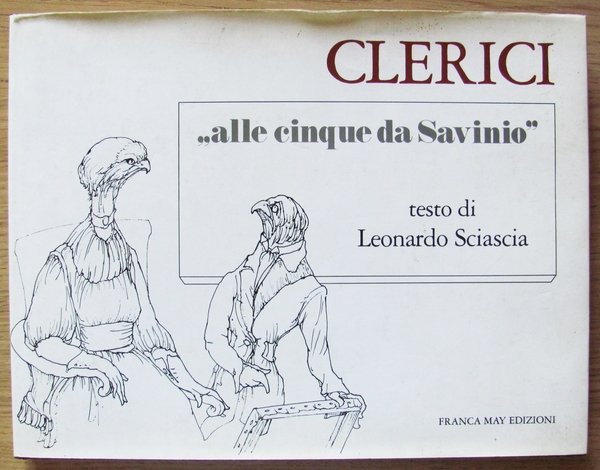 CLERICI
„alle cinque da Savinio”
testo di
Leonardo Sciascia
FRANCA MAY EDIZIONI